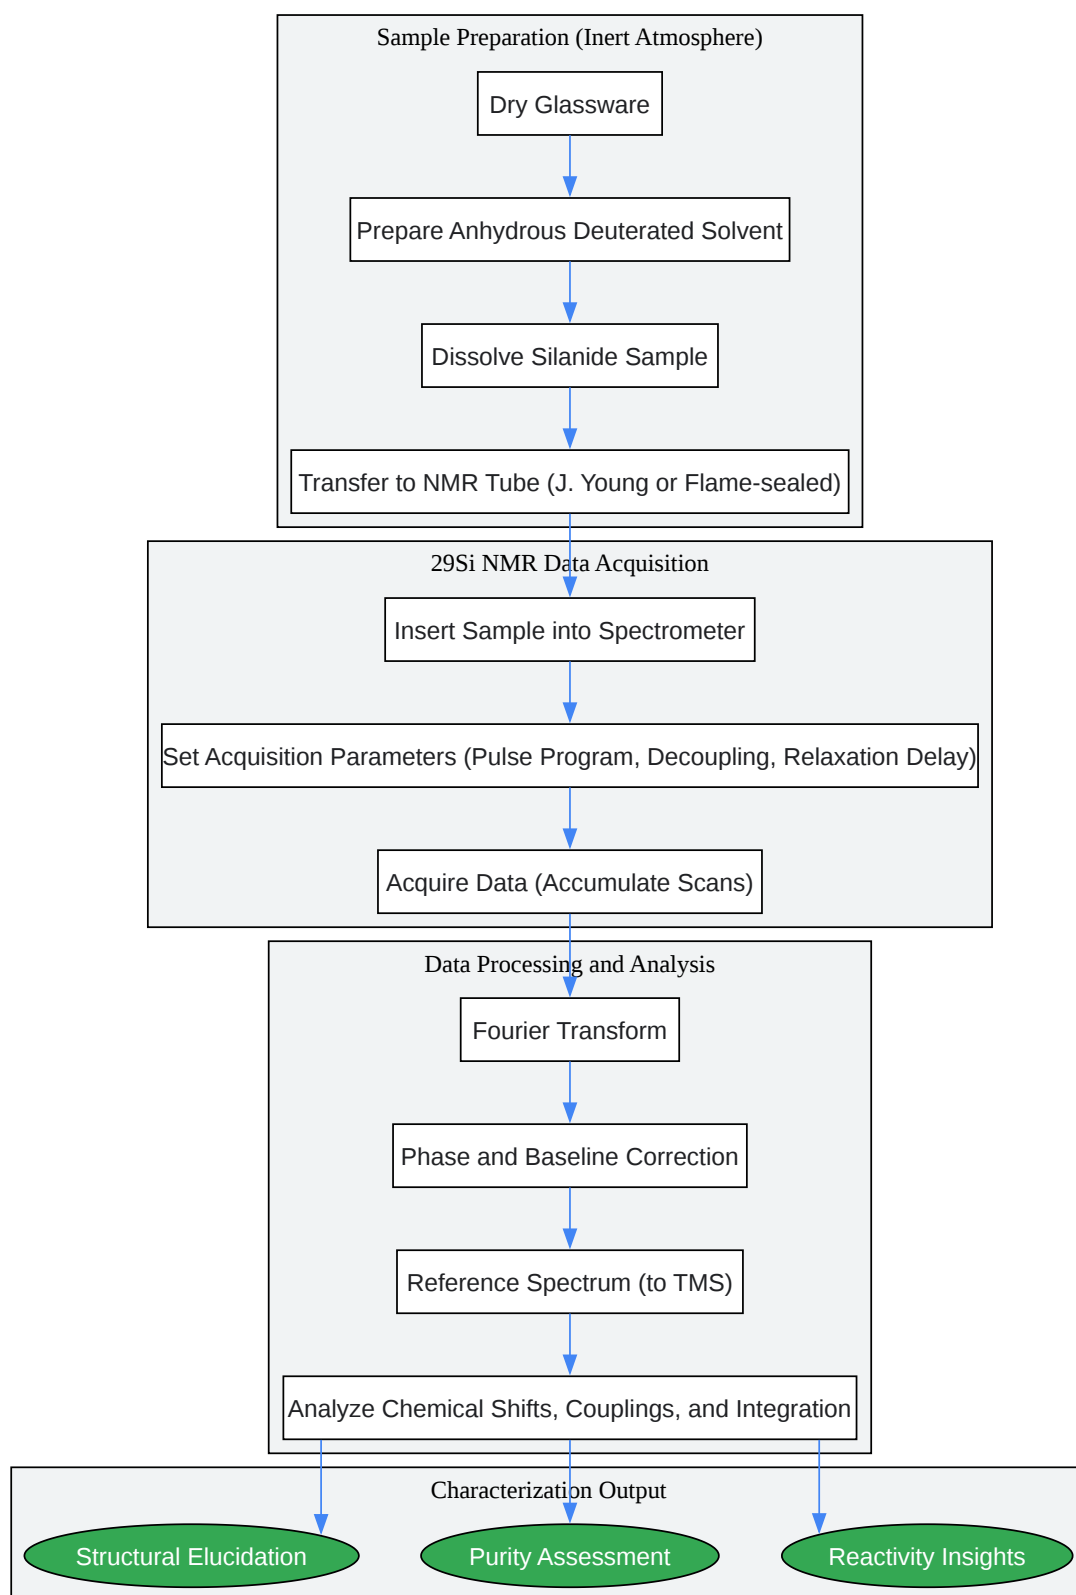 Sample Preparation (Inert Atmosphere)
Dry Glassware
Prepare Anhydrous Deuterated Solvent
Dissolve Silanide Sample
Transfer to NMR Tube (J. Young or Flame-sealed)
29Si NMR Data Acquisition
Insert Sample into Spectrometer
Set Acquisition Parameters (Pulse Program, Decoupling, Relaxation Delay)
Acquire Data (Accumulate Scans)
Data Processing and Analysis
Fourier Transform
Phase and Baseline Correction
Reference Spectrum (to TMS)
Analyze Chemical Shifts, Couplings, and Integration
Characterization Output
Structural Elucidation
Purity Assessment
Reactivity Insights